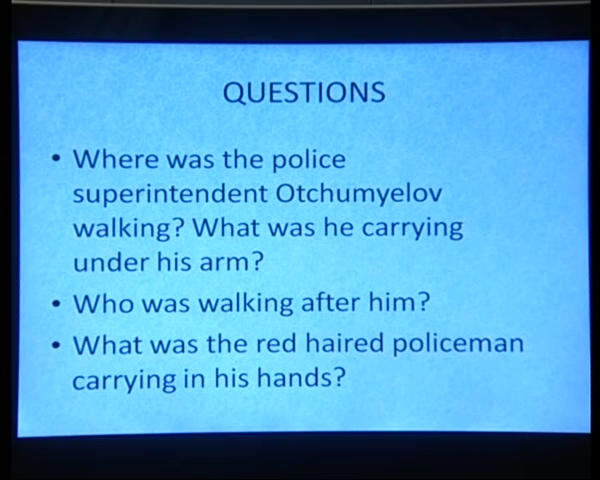 QUESTIONS
• Where was the police
superintendent Otchumyelov
walking? What was he carrying
under his arm?
• Who was walking after him?
• What was the red haired policeman
carrying in his hands?